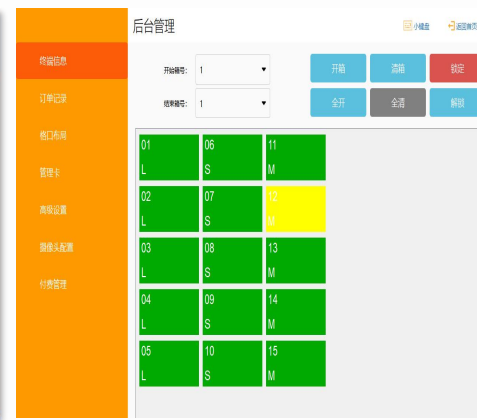 后台管理
小键盘
返回首页
终端信息
订单记录
格口布局
管理卡
高级设置
摄像头配置
付费管理
开始箱号: 1
开箱
清箱
锁定
结束箱号: 1
全开
全清
解锁
01 06 11
L S M
02 07 12
L S M
03 08 13
L S M
04 09 14
L S M
05 10 15
L S M